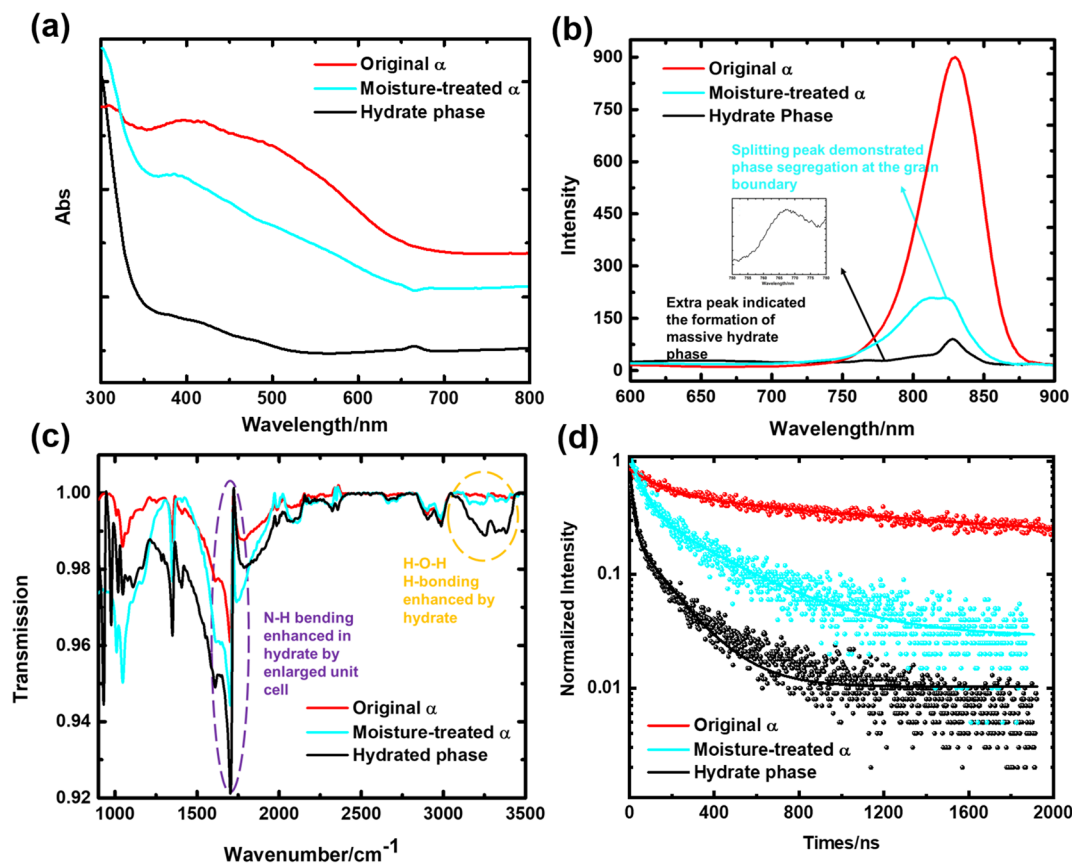 (a)
Original α
Moisture-treated α
Hydrate phase
Abs
300 400 500 600 700 800
Wavelength/nm
(b)
900
750
600
450
300
150
0
Intensity
Original α
Moisture-treated α
Hydrate Phase
Splitting peak demonstrated
phase segregation at the grain
boundary
Wavelength/nm
Extra peak indicated
the formation of
massive hydrate
phase
600 650 700 750 800 850 900
Wavelength/nm
(c)
1.00
0.98
0.96
0.94
0.92
Transmission
H-O-H
H-bonding
enhanced by
hydrate
N-H bending
enhanced in
hydrate by
enlarged unit
cell
Original α
Moisture-treated α
Hydrated phase
1000 1500 2000 2500 3000 3500
Wavenumber/cm-1
(d)
1
0.1
0.01
Normalized Intensity
Original α
Moisture-treated α
Hydrate phase
0 400 800 1200 1600 2000
Times/ns